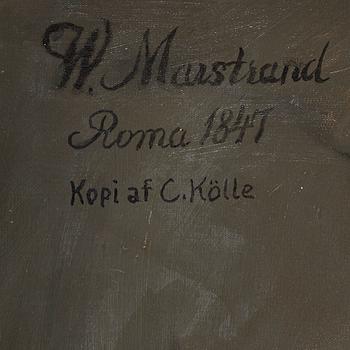 W. Marstrand
Roma 1847
Kopi af C. Kölle